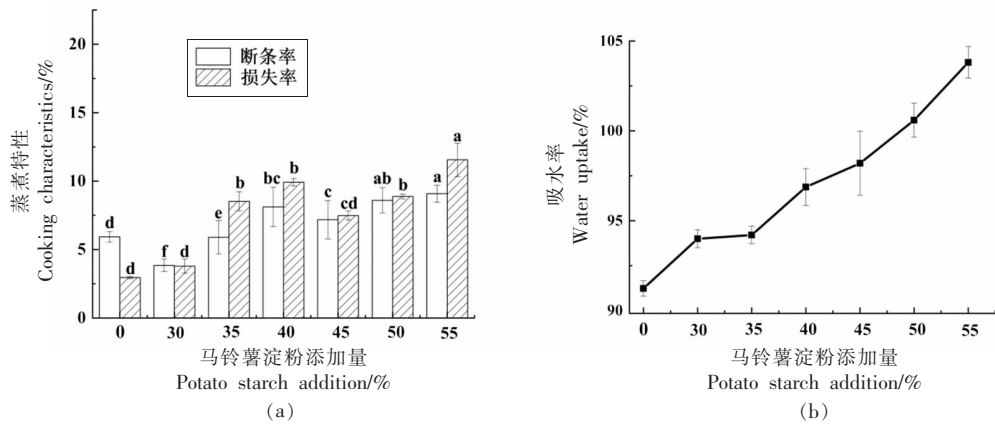 (a)
20
15
10
5
0
蒸煮特性
Cooking characteristics/%
断条率
损失率
d
d
f
d
e
b
bc
b
c
cd
ab
b
a
a
0 30 35 40 45 50 55
马铃薯淀粉添加量
Potato starch addition/%
(a)
105
100
95
90
吸水率
Water uptake/%
0 30 35 40 45 50 55
马铃薯淀粉添加量
Potato starch addition/%
(b)